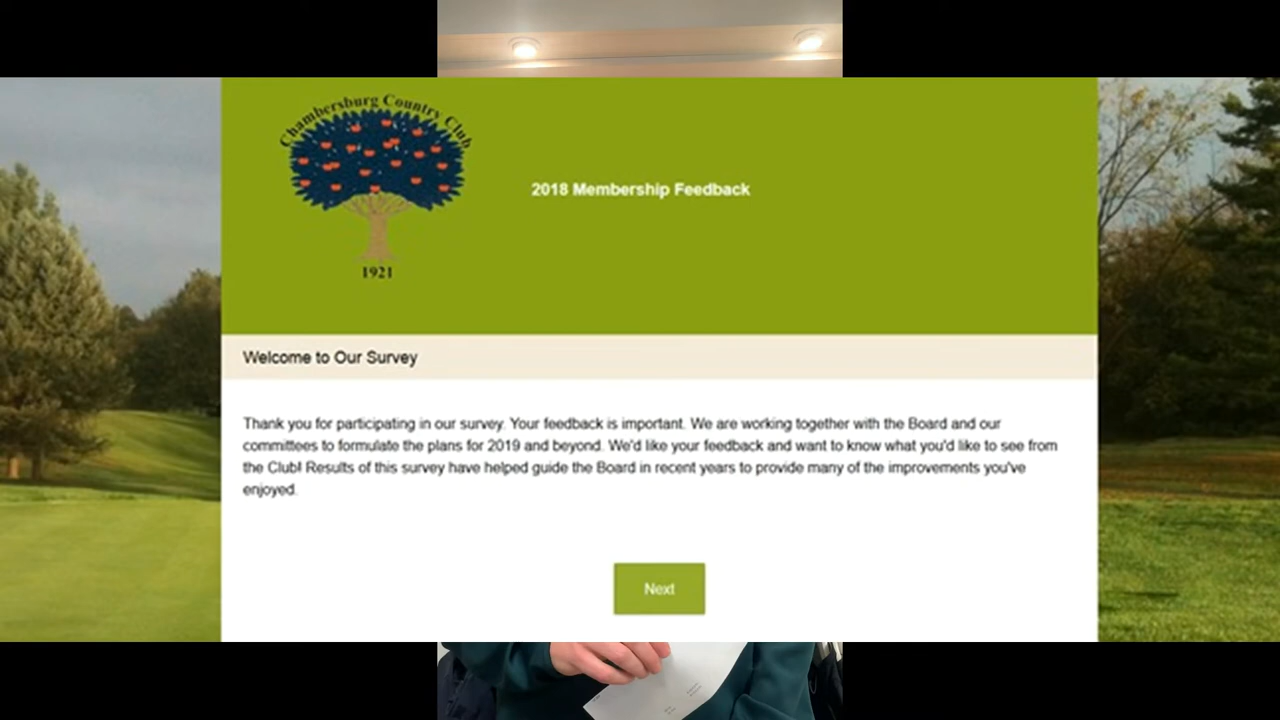 Chambersburg Country Club
1921
2018 Membership Feedback
Welcome to Our Survey
Thank you for participating in our survey. Your feedback is important. We are working together with the Board and our
committees to formulate the plans for 2019 and beyond. We'd like your feedback and want to know what you'd like to see from
the Club! Results of this survey have helped guide the Board in recent years to provide many of the improvements you've
enjoyed.
Next